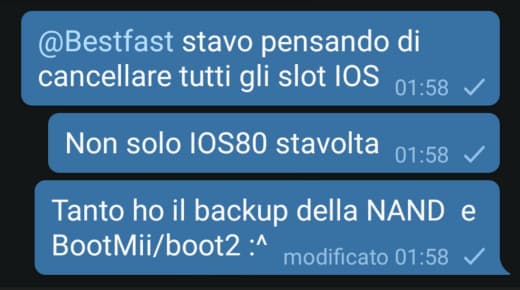 @Bestfast stavo pensando di
cancellare tutti gli slot IOS 01:58
Non solo IOS80 stavolta 01:58
Tanto ho il backup della NAND e
BootMii/boot2 :^ modificato 01:58